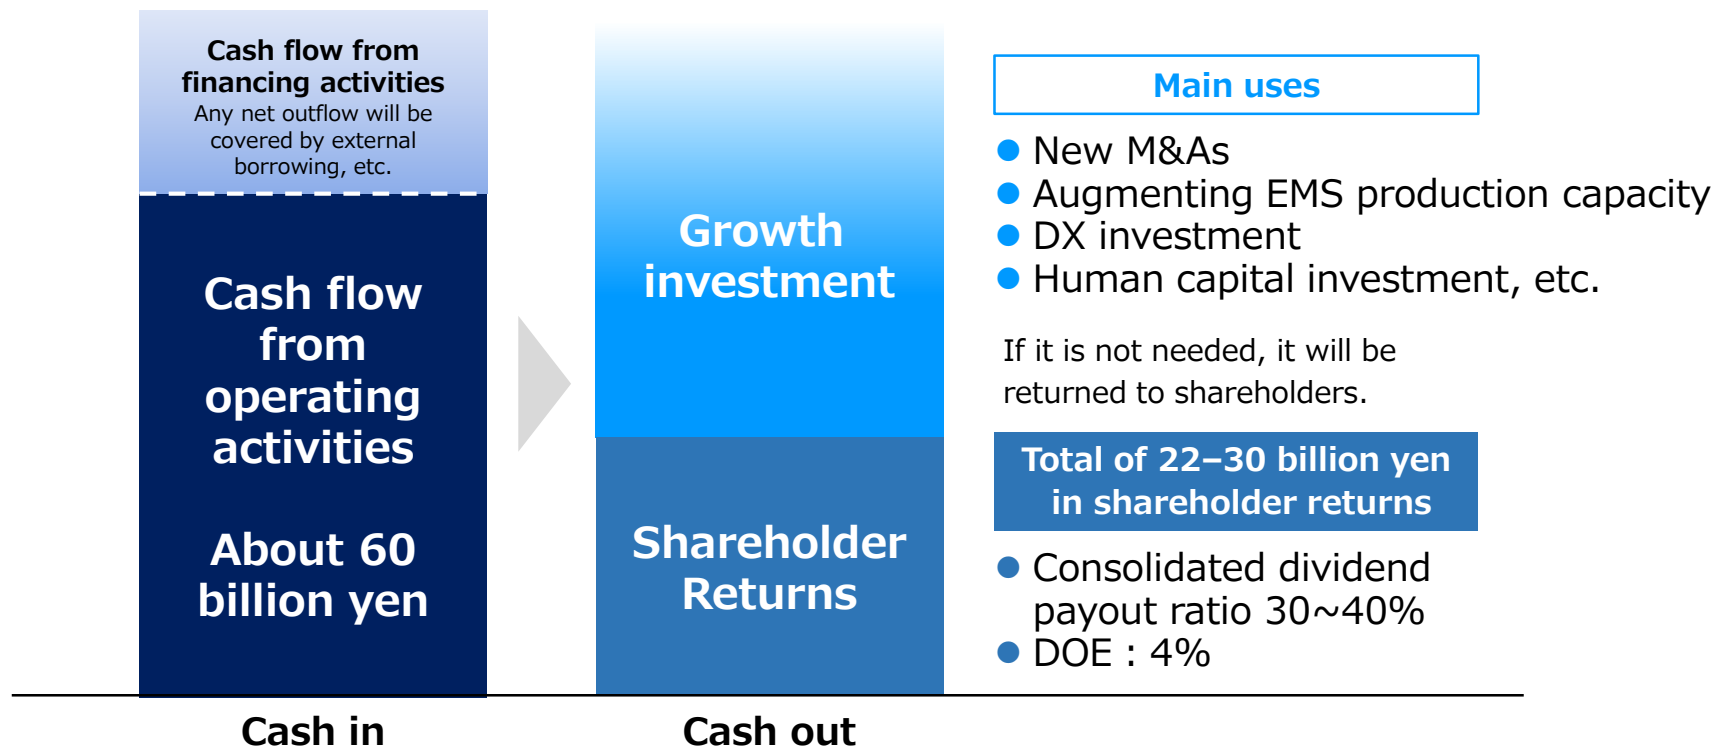 Cash flow from
financing activities
Any net outflow will be
covered by external
borrowing, etc.
Cash flow
from
operating
activities
About 60
billion yen
Cash in
Growth
investment
Shareholder
Returns
Cash out
Main uses
● New M&As
● Augmenting EMS production capacity
● DX investment
● Human capital investment, etc.
If it is not needed, it will be
returned to shareholders.
Total of 22–30 billion yen
in shareholder returns
● Consolidated dividend
payout ratio 30~40%
● DOE : 4%